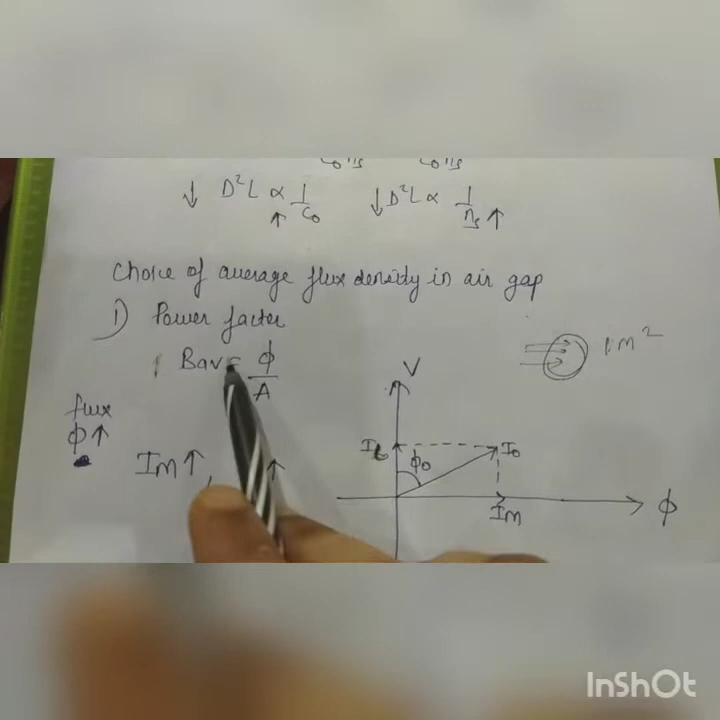 D²L ∝ 1/C₀ D²L ∝ 1/nₛ
choice of average flux density in air gap
1) Power factor
Bav = ϕ/A
flux
ϕ↑
Im↑,
1 m²
V
I₀
ϕ₀
Im
ϕ
InShOt